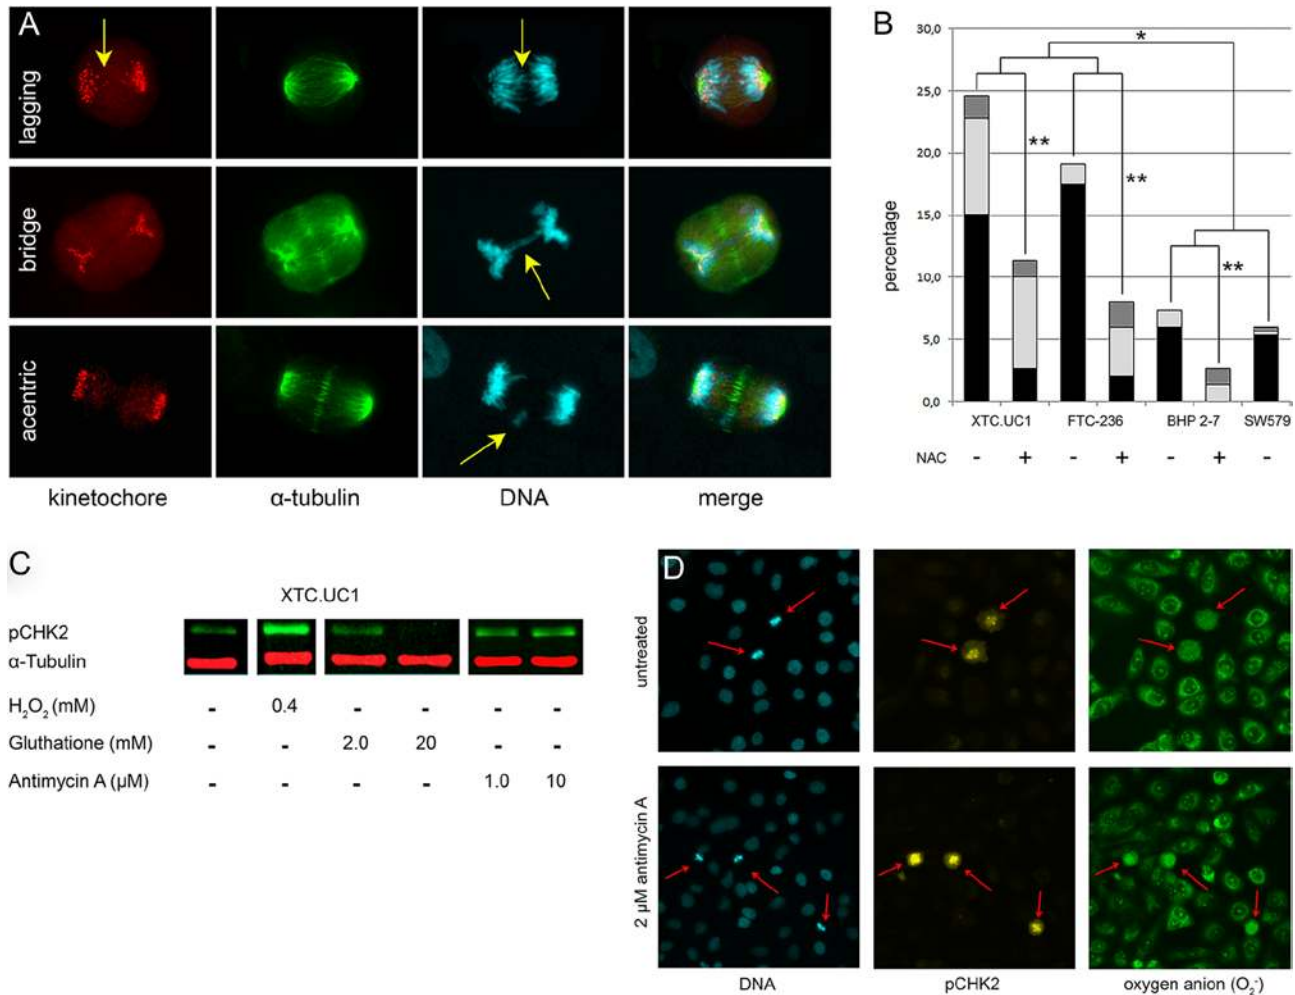 A
lagging
bridge
acentric
kinetochore α-tubulin DNA merge
B
percentage
30,0
25,0
20,0
15,0
10,0
5,0
0,0
*
**
**
**
XTC.UC1 FTC-236 BHP 2-7 SW579
NAC - + - + - + -
C
XTC.UC1
pCHK2
α-Tubulin
H₂O₂ (mM) - 0.4 - - - -
Gluthatione (mM) - - 2.0 20 - -
Antimycin A (µM) - - - - 1.0 10
D
untreated
2 µM antimycin A
DNA pCHK2 oxygen anion (O₂⁻)